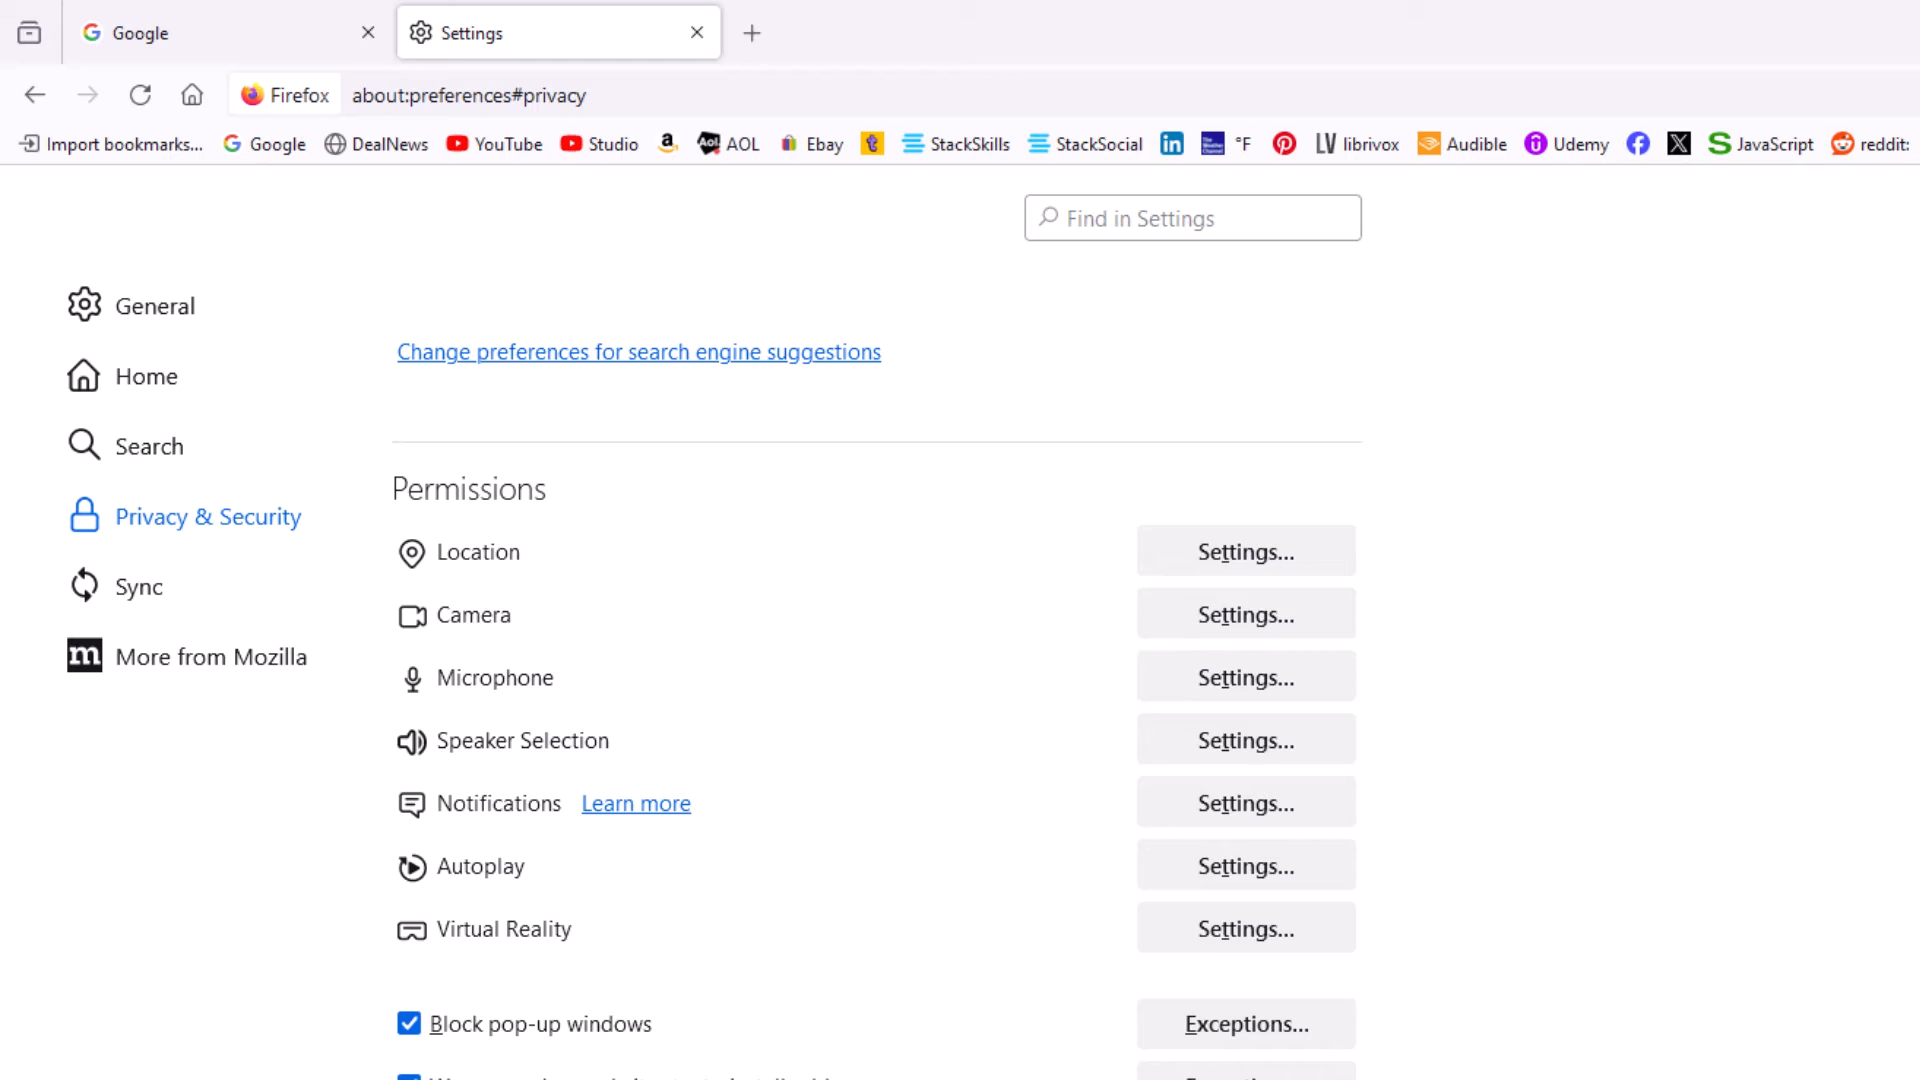 Google
Settings
Firefox about:preferences#privacy
Import bookmarks... Google DealNews YouTube Studio AOL Ebay StackSkills StackSocial °F librivox Audible Udemy JavaScript reddit:
Find in Settings
General
Change preferences for search engine suggestions
Home
Search
Permissions
Privacy & Security
Location Settings...
Sync
Camera Settings...
More from Mozilla
Microphone Settings...
Speaker Selection Settings...
Notifications Learn more Settings...
Autoplay Settings...
Virtual Reality Settings...
Block pop-up windows Exceptions...